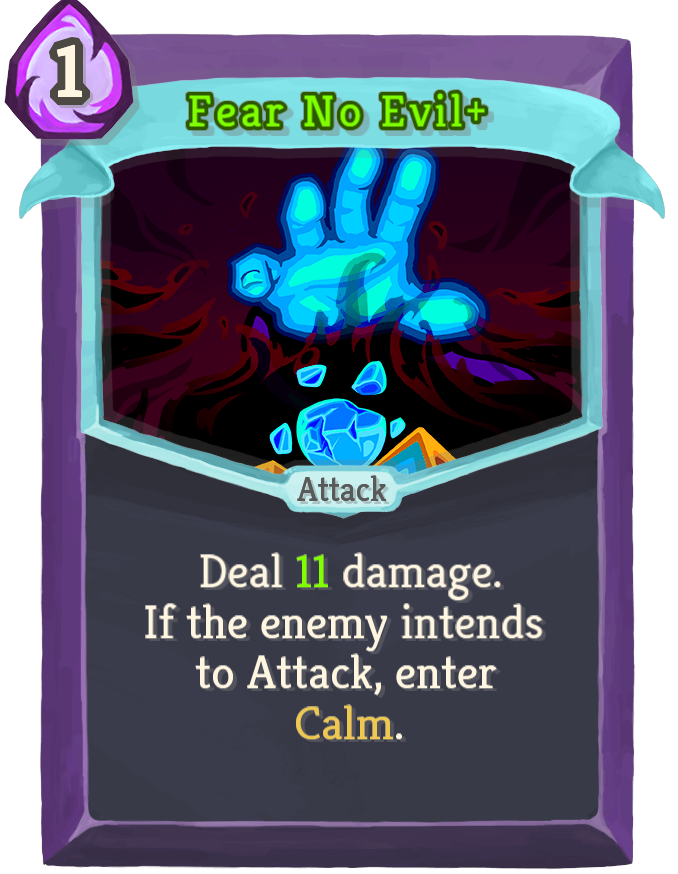 1
Fear No Evil+
Attack
Deal 11 damage.
If the enemy intends
to Attack, enter
Calm.